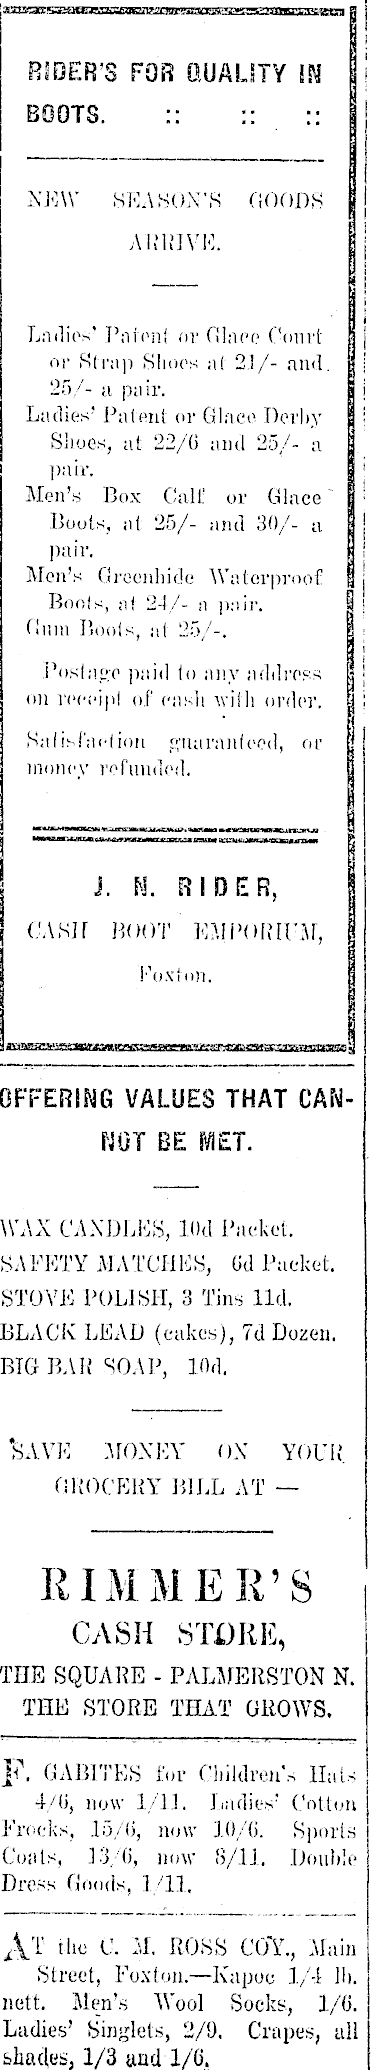 RIDER'S FOR QUALITY IN
BOOTS. :: :: ::
NEW SEASON'S GOODS
ARRIVE.
Ladies' Patent or Glace Court
or Strap Shoes at 21/- and
25/- a pair.
Ladies' Patent or Glace Derby
Shoes, at 22/6 and 25/- a
pair.
Men's Box Calf or Glace
Boots, at 25/- and 30/- a
pair.
Men's Greenhide Waterproof
Boots, at 24/- a pair.
Gum Boots, at 25/-.
Postage paid to any address
on receipt of cash with order.
Satisfaction guaranteed, or
money refunded.
J. N. RIDER,
CASH BOOT EMPORIUM,
Foxton.
OFFERING VALUES THAT CAN-
NOT BE MET.
WAX CANDLES, 10d Packet.
SAFETY MATCHES, 6d Packet.
STOVE POLISH, 3 Tins 11d.
BLACK LEAD (cakes), 7d Dozen.
BIG BAR SOAP, 10d.
SAVE MONEY ON YOUR
GROCERY BILL AT —
RIMMER'S
CASH STORE,
THE SQUARE - PALMERSTON N.
THE STORE THAT GROWS.
F. GABITES for Children's Hats
4/6, now 1/11. Ladies' Cotton
Frocks, 15/6, now 10/6. Sports
Coats, 13/6, now 8/11. Double
Dress Goods, 1/11.
AT the C. M. ROSS COY., Main
Street, Foxton.—Kapoc 1/4 lb.
nett. Men's Wool Socks, 1/6.
Ladies' Singlets, 2/9. Crapes, all
shades, 1/3 and 1/6.